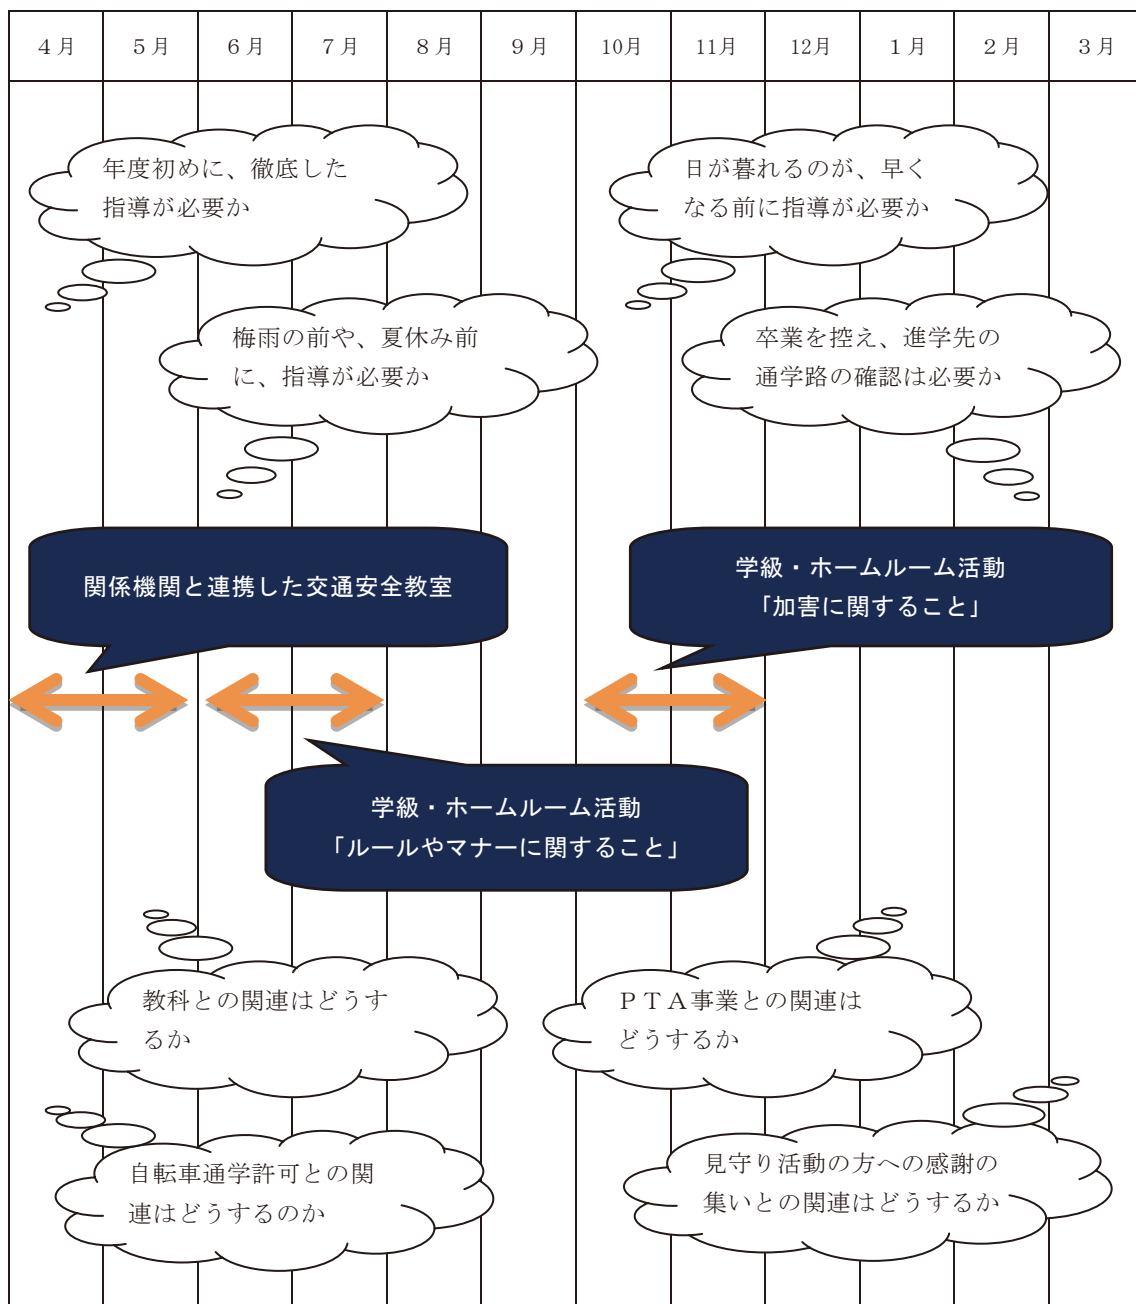 ４月 ５月 ６月 ７月 ８月 ９月 10月 11月 12月 １月 ２月 ３月
年度初めに、徹底した
指導が必要か
日が暮れるのが、早く
なる前に指導が必要か
梅雨の前や、夏休み前
に、指導が必要か
卒業を控え、進学先の
通学路の確認は必要か
関係機関と連携した交通安全教室
学級・ホームルーム活動
「加害に関すること」
学級・ホームルーム活動
「ルールやマナーに関すること」
教科との関連はどうす
るか
ＰＴＡ事業との関連は
どうするか
自転車通学許可との関
連はどうするのか
見守り活動の方への感謝の
集いとの関連はどうするか